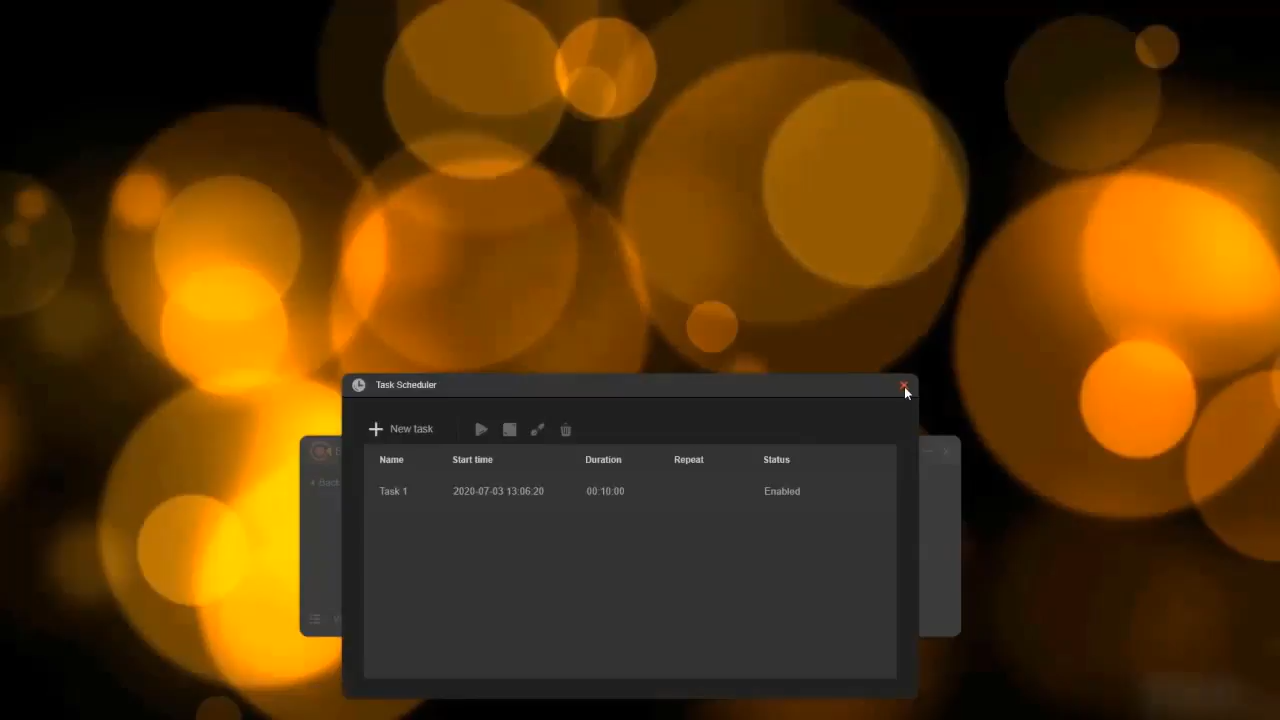 Task Scheduler
New task
Name Start time Duration Repeat Status
Task 1 2020-07-03 13:06:20 00:10:00 Enabled
Back